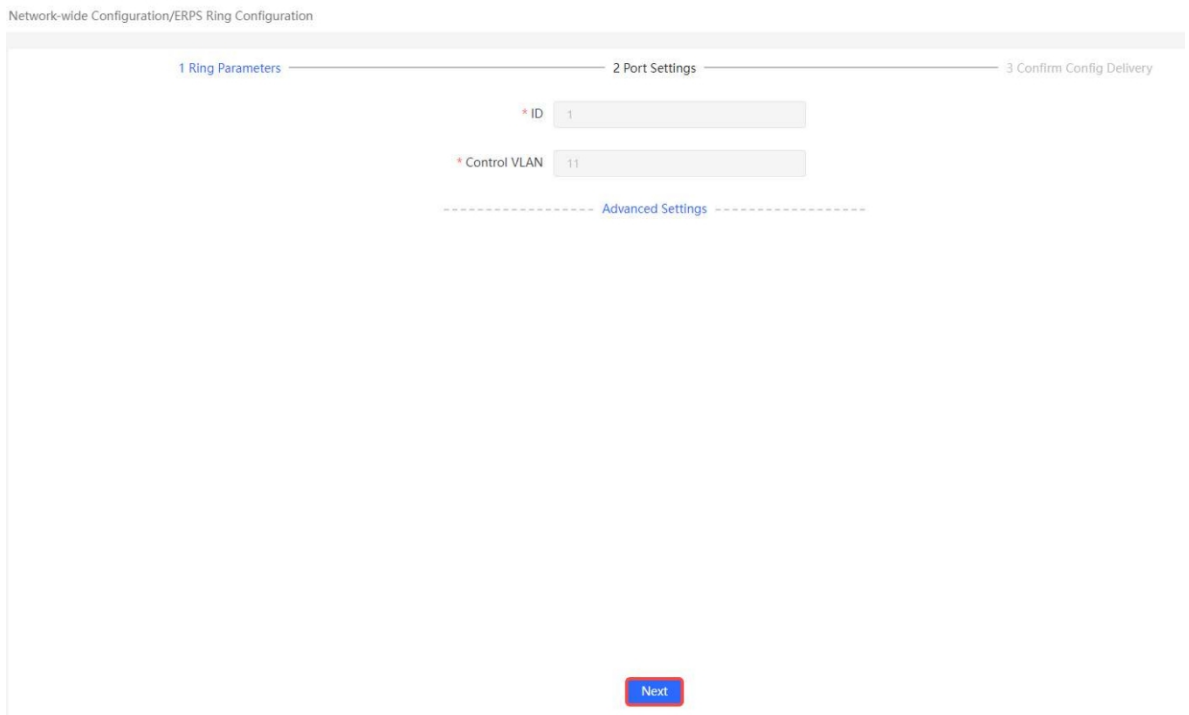 Network-wide Configuration/ERPS Ring Configuration
1 Ring Parameters 2 Port Settings 3 Confirm Config Delivery
* ID 1
* Control VLAN 11
Advanced Settings
Next